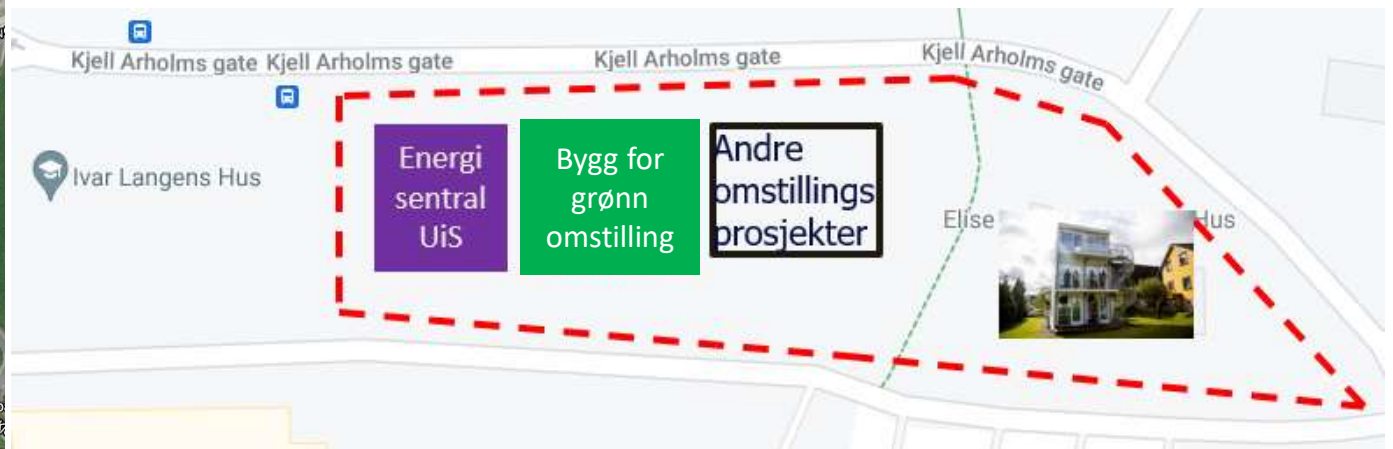 Kjell Arholms gate Kjell Arholms gate
Kjell Arholms gate
Kjell Arholms gate
Ivar Langens Hus
Energi
sentral
UiS
Bygg for
grønn
omstilling
Andre
omstillings
prosjekter
Elise
Hus